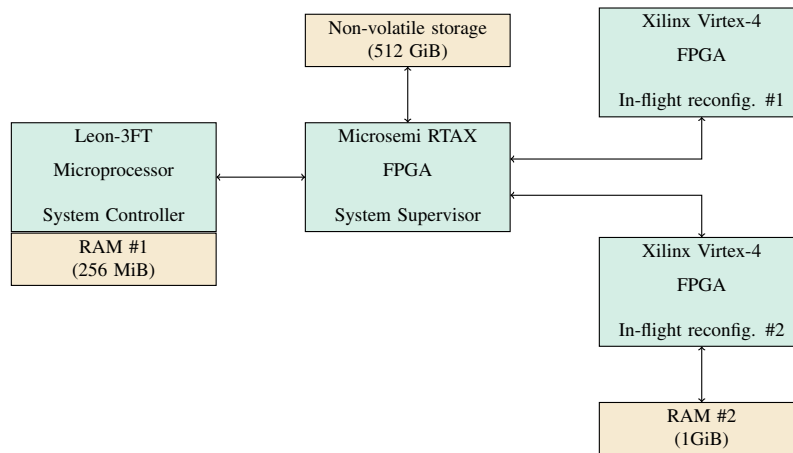 Non-volatile storage
(512 GiB)
Xilinx Virtex-4
FPGA
In-flight reconfig. #1
Leon-3FT
Microprocessor
System Controller
RAM #1
(256 MiB)
Microsemi RTAX
FPGA
System Supervisor
Xilinx Virtex-4
FPGA
In-flight reconfig. #2
RAM #2
(1GiB)